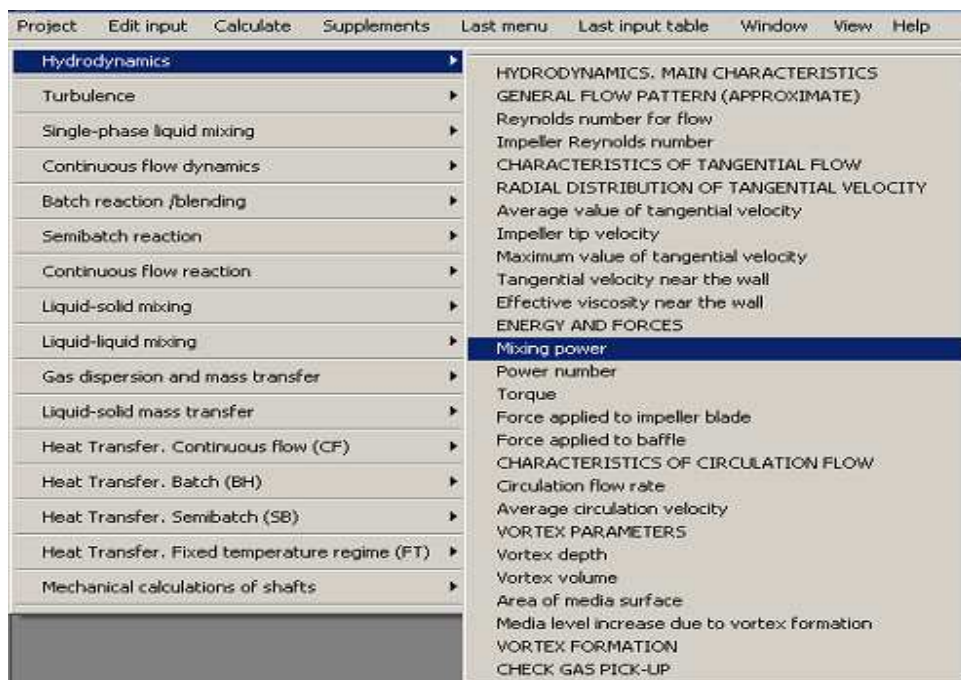 Project Edit input Calculate Supplements Last menu Last input table Window View Help
Hydrodynamics
Turbulence
Single-phase liquid mixing
Continuous flow dynamics
Batch reaction /blending
Semibatch reaction
Continuous flow reaction
Liquid-solid mixing
Liquid-liquid mixing
Gas dispersion and mass transfer
Liquid-solid mass transfer
Heat Transfer. Continuous flow (CF)
Heat Transfer. Batch (BH)
Heat Transfer. Semibatch (SB)
Heat Transfer. Fixed temperature regime (FT)
Mechanical calculations of shafts
HYDRODYNAMICS. MAIN CHARACTERISTICS
GENERAL FLOW PATTERN (APPROXIMATE)
Reynolds number for flow
Impeller Reynolds number
CHARACTERISTICS OF TANGENTIAL FLOW
RADIAL DISTRIBUTION OF TANGENTIAL VELOCITY
Average value of tangential velocity
Impeller tip velocity
Maximum value of tangential velocity
Tangential velocity near the wall
Effective viscosity near the wall
ENERGY AND FORCES
Mixing power
Power number
Torque
Force applied to impeller blade
Force applied to baffle
CHARACTERISTICS OF CIRCULATION FLOW
Circulation flow rate
Average circulation velocity
VORTEX PARAMETERS
Vortex depth
Vortex volume
Area of media surface
Media level increase due to vortex formation
VORTEX FORMATION
CHECK GAS PICK-UP